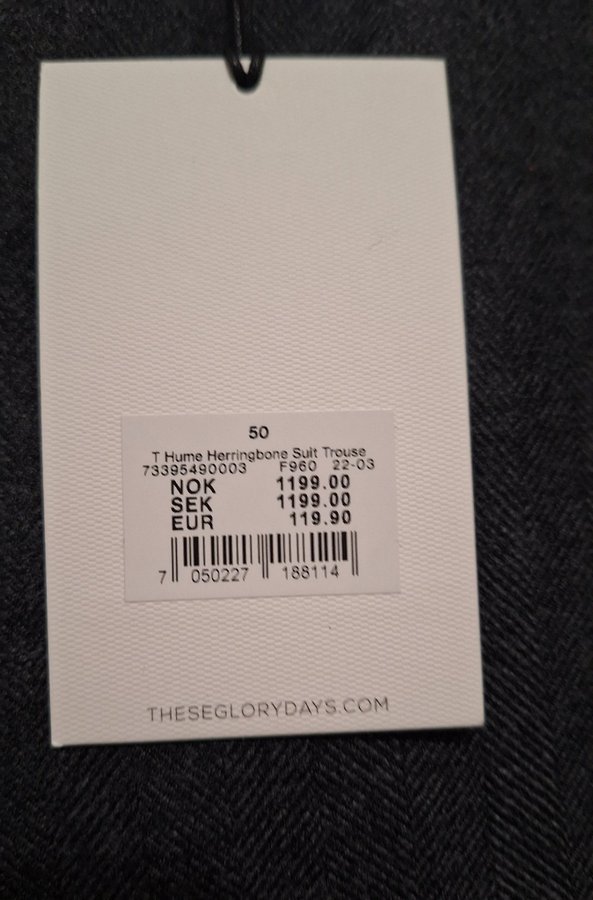 50
T Hume Herringbone Suit Trouse
73395490003 F960 22-03
NOK 1199.00
SEK 1199.00
EUR 119.90
7 050227 188114
THESEGLORYDAYS.COM